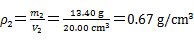 ρ₂ = m₂/V₂ = 13.40 g/20.00 cm³ = 0.67 g/cm³